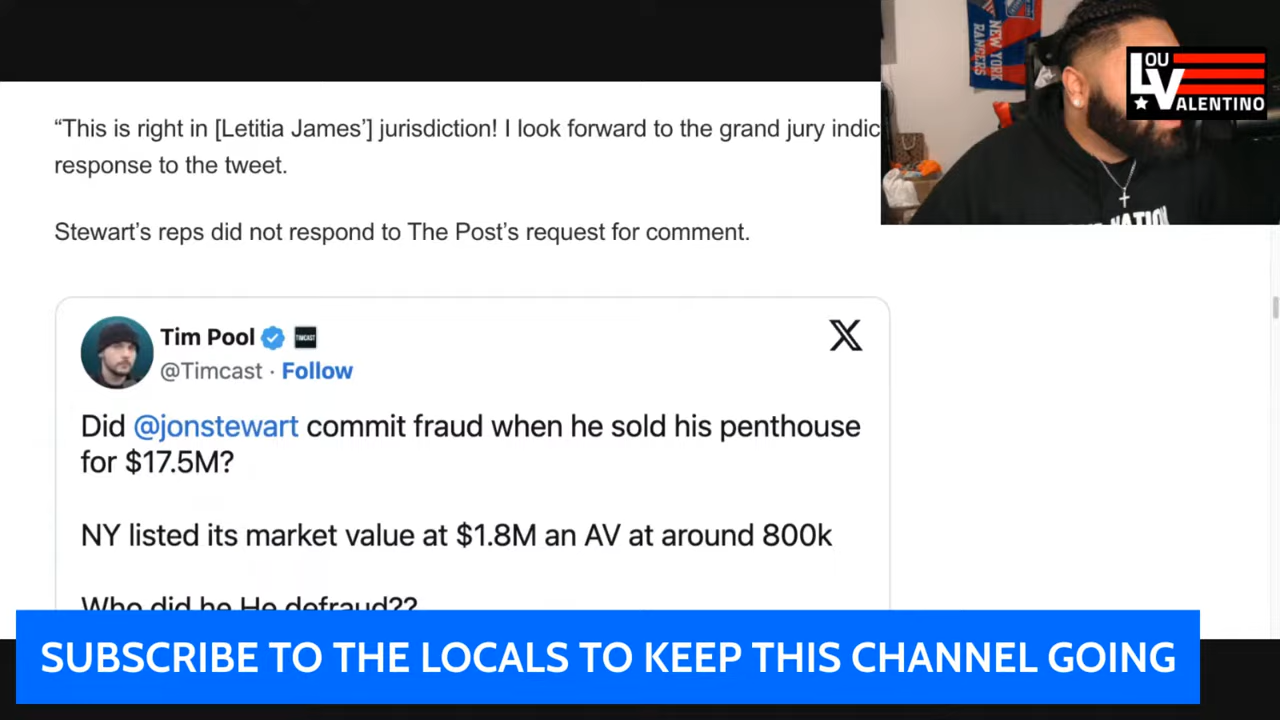 “This is right in [Letitia James’] jurisdiction! I look forward to the grand jury indic
response to the tweet.
Stewart’s reps did not respond to The Post’s request for comment.
NEW YORK
RANGERS
LOU
VALENTINO
NATION
Tim Pool
TIMCAST
X
@Timcast · Follow
Did @jonstewart commit fraud when he sold his penthouse
for $17.5M?
NY listed its market value at $1.8M an AV at around 800k
Who did he He defraud??
SUBSCRIBE TO THE LOCALS TO KEEP THIS CHANNEL GOING